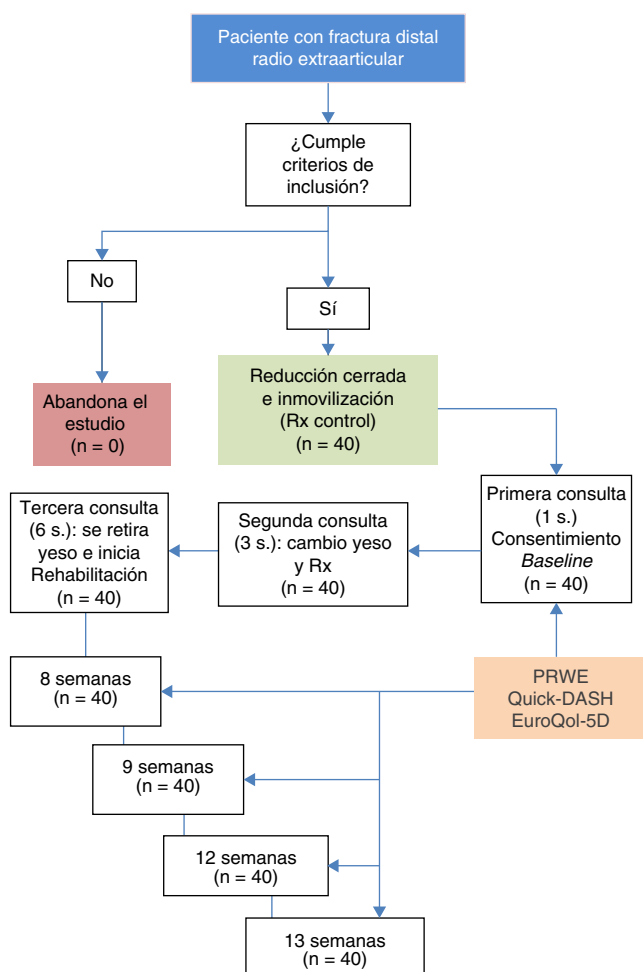 Paciente con fractura distal
radio extraarticular
¿Cumple
criterios de
inclusión?
No
Sí
Abandona el
estudio
(n = 0)
Reducción cerrada
e inmovilización
(Rx control)
(n = 40)
Primera consulta
(1 s.)
Consentimiento
Baseline
(n = 40)
Segunda consulta
(3 s.): cambio yeso
y Rx
(n = 40)
Tercera consulta
(6 s.): se retira
yeso e inicia
Rehabilitación
(n = 40)
PRWE
Quick-DASH
EuroQol-5D
8 semanas
(n = 40)
9 semanas
(n = 40)
12 semanas
(n = 40)
13 semanas
(n = 40)